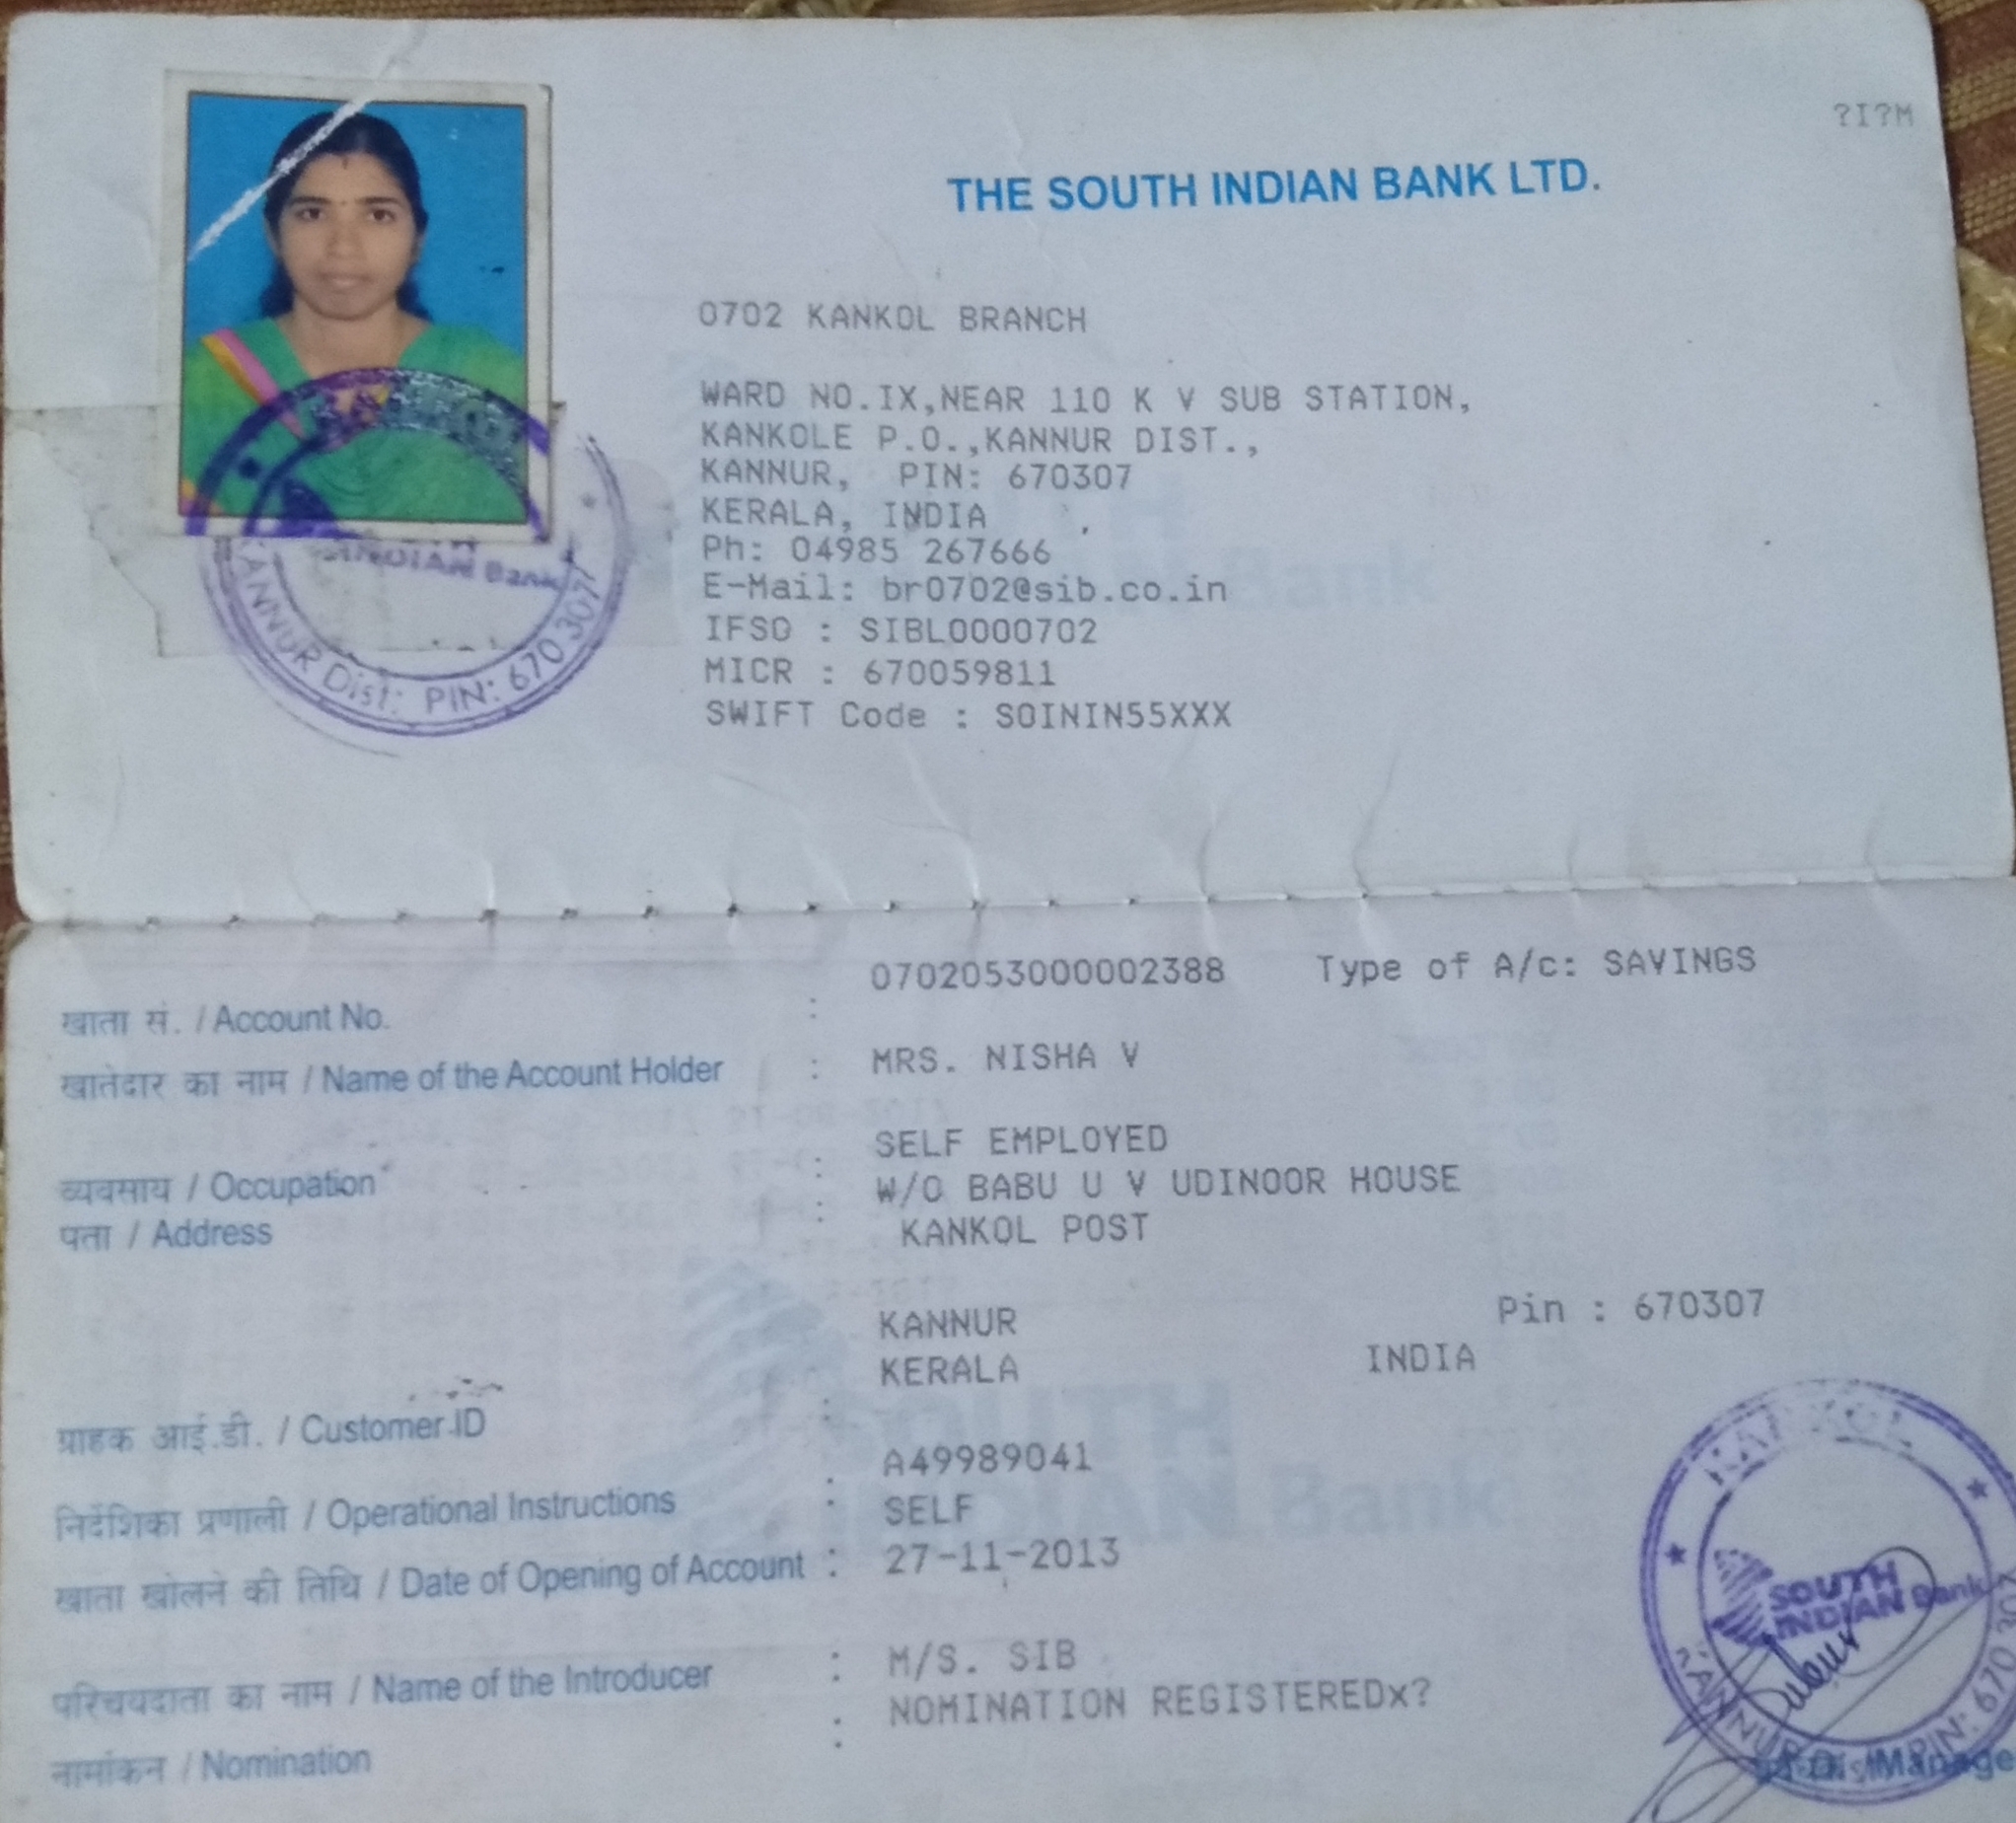 ?I?M
THE SOUTH INDIAN BANK LTD.
0702 KANKOL BRANCH
WARD NO.IX,NEAR 110 K V SUB STATION,
KANKOLE P.O.,KANNUR DIST.,
KANNUR, PIN: 670307
KERALA, INDIA
Ph: 04985 267666
E-Mail: br0702@sib.co.in
IFSC : SIBL0000702
MICR : 670059811
SWIFT Code : SOININ55XXX
INDIAN Bank
KANNUR Dist: PIN: 670 307
खाता सं. / Account No. : 0702053000002388 Type of A/c: SAVINGS
खातेदार का नाम / Name of the Account Holder : MRS. NISHA V
व्यवसाय / Occupation : SELF EMPLOYED
पता / Address : W/O BABU U V UDINOOR HOUSE
KANKOL POST
KANNUR Pin : 670307
KERALA INDIA
ग्राहक आई.डी. / Customer ID : A49989041
निर्देशिका प्रणाली / Operational Instructions : SELF
खाता खोलने की तिथि / Date of Opening of Account : 27-11-2013
परिचयदाता का नाम / Name of the Introducer : M/S. SIB
नामांकन / Nomination : NOMINATION REGISTEREDx?
KANKOL
SOUTH
INDIAN Bank
KANNUR Dist PIN: 670 307